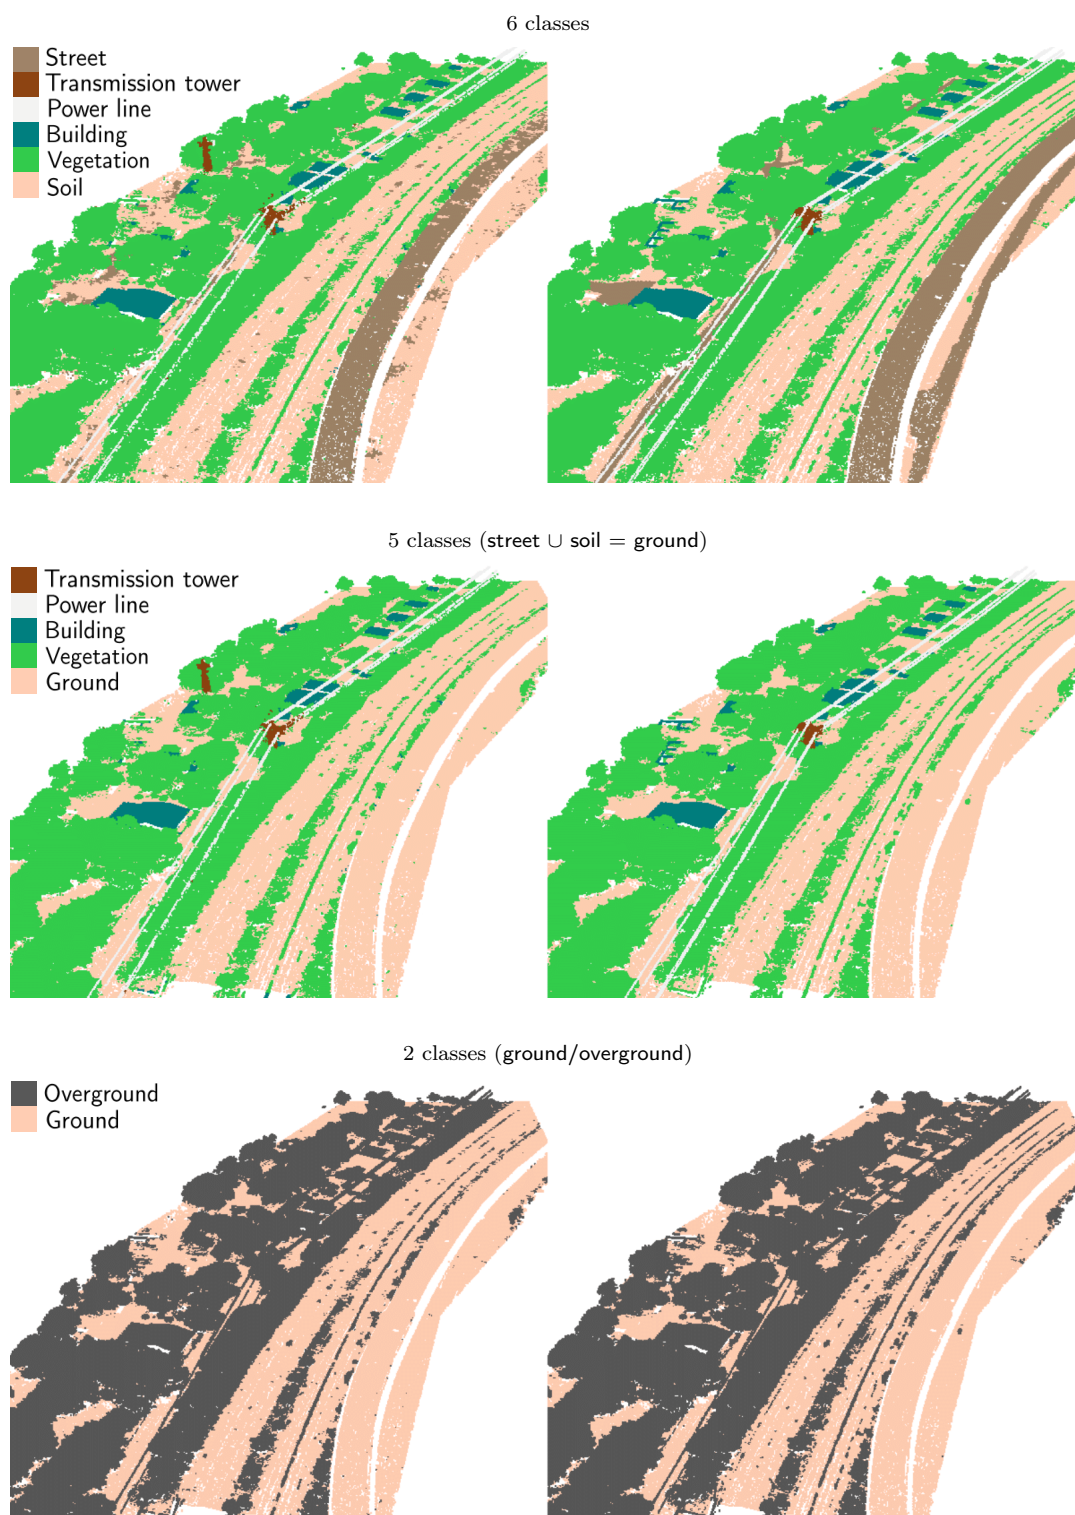 6 classes
Street
Transmission tower
Power line
Building
Vegetation
Soil
5 classes (street ∪ soil = ground)
Transmission tower
Power line
Building
Vegetation
Ground
2 classes (ground/overground)
Overground
Ground